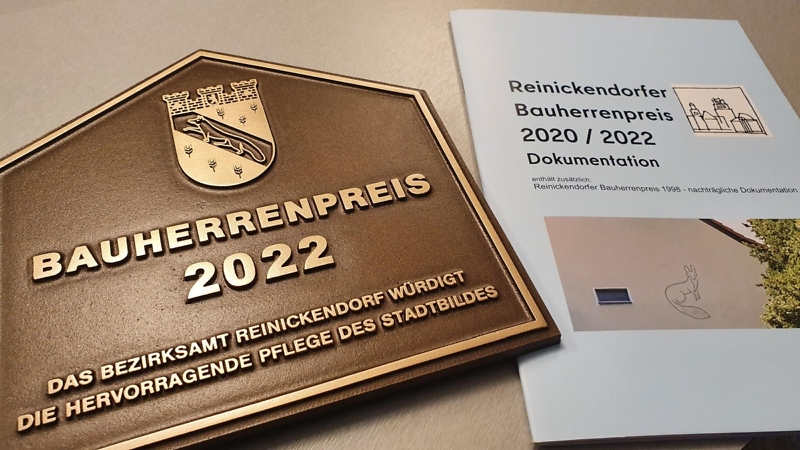 BAUHERRENPREIS
2022
DAS BEZIRKSAMT REINICKENDORF WÜRDIGT
DIE HERVORRAGENDE PFLEGE DES STADTBILDES
Reinickendorfer
Bauherrenpreis
2020 / 2022
Dokumentation
enthält zusätzlich:
Reinickendorfer Bauherrenpreis 1998 - nachträgliche Dokumentation